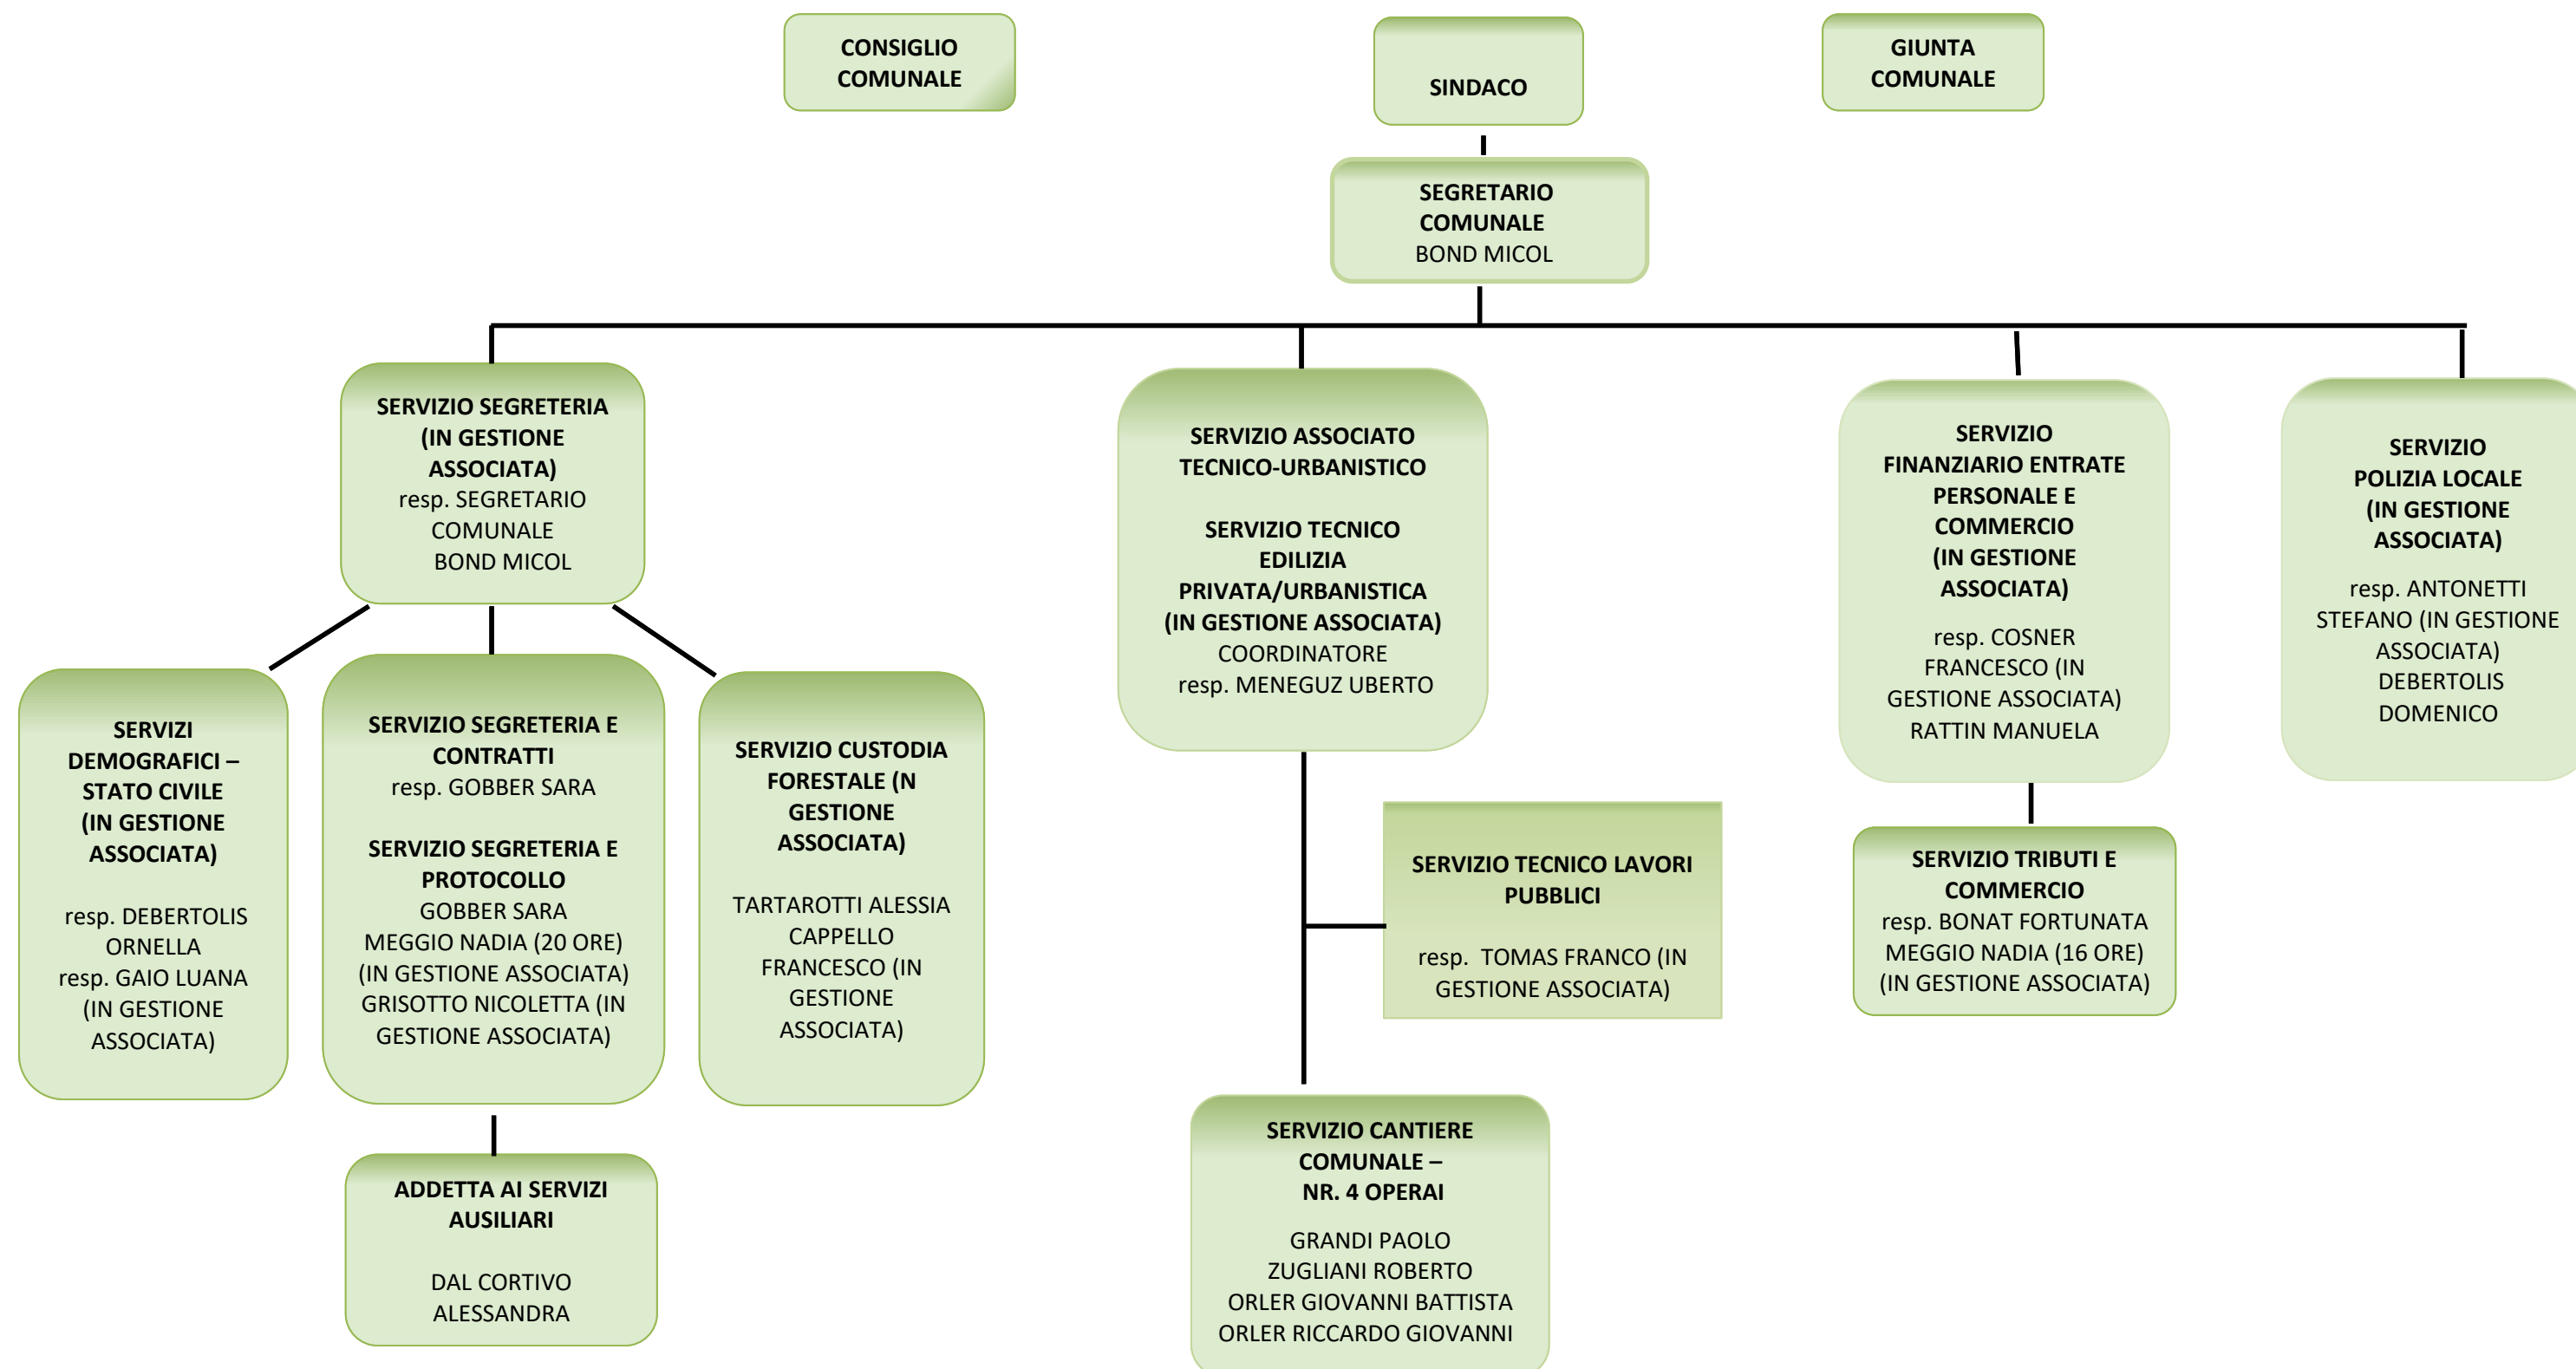 CONSIGLIO
COMUNALE
SINDACO
GIUNTA
COMUNALE
SEGRETARIO
COMUNALE
BOND MICOL
SERVIZIO SEGRETERIA
(IN GESTIONE
ASSOCIATA)
resp. SEGRETARIO
COMUNALE
BOND MICOL
SERVIZIO ASSOCIATO
TECNICO-URBANISTICO
SERVIZIO TECNICO
EDILIZIA
PRIVATA/URBANISTICA
(IN GESTIONE ASSOCIATA)
COORDINATORE
resp. MENEGUZ UBERTO
SERVIZIO
FINANZIARIO ENTRATE
PERSONALE E
COMMERCIO
(IN GESTIONE
ASSOCIATA)
resp. COSNER
FRANCESCO (IN
GESTIONE ASSOCIATA)
RATTIN MANUELA
SERVIZIO
POLIZIA LOCALE
(IN GESTIONE
ASSOCIATA)
resp. ANTONETTI
STEFANO (IN GESTIONE
ASSOCIATA)
DEBERTOLIS
DOMENICO
SERVIZI
DEMOGRAFICI –
STATO CIVILE
(IN GESTIONE
ASSOCIATA)
resp. DEBERTOLIS
ORNELLA
resp. GAIO LUANA
(IN GESTIONE
ASSOCIATA)
SERVIZIO SEGRETERIA E
CONTRATTI
resp. GOBBER SARA
SERVIZIO SEGRETERIA E
PROTOCOLLO
GOBBER SARA
MEGGIO NADIA (20 ORE)
(IN GESTIONE ASSOCIATA)
GRISOTTO NICOLETTA (IN
GESTIONE ASSOCIATA)
SERVIZIO CUSTODIA
FORESTALE (N
GESTIONE
ASSOCIATA)
TARTAROTTI ALESSIA
CAPPELLO
FRANCESCO (IN
GESTIONE
ASSOCIATA)
SERVIZIO TECNICO LAVORI
PUBBLICI
resp. TOMAS FRANCO (IN
GESTIONE ASSOCIATA)
SERVIZIO TRIBUTI E
COMMERCIO
resp. BONAT FORTUNATA
MEGGIO NADIA (16 ORE)
(IN GESTIONE ASSOCIATA)
ADDETTA AI SERVIZI
AUSILIARI
DAL CORTIVO
ALESSANDRA
SERVIZIO CANTIERE
COMUNALE –
NR. 4 OPERAI
GRANDI PAOLO
ZUGLIANI ROBERTO
ORLER GIOVANNI BATTISTA
ORLER RICCARDO GIOVANNI